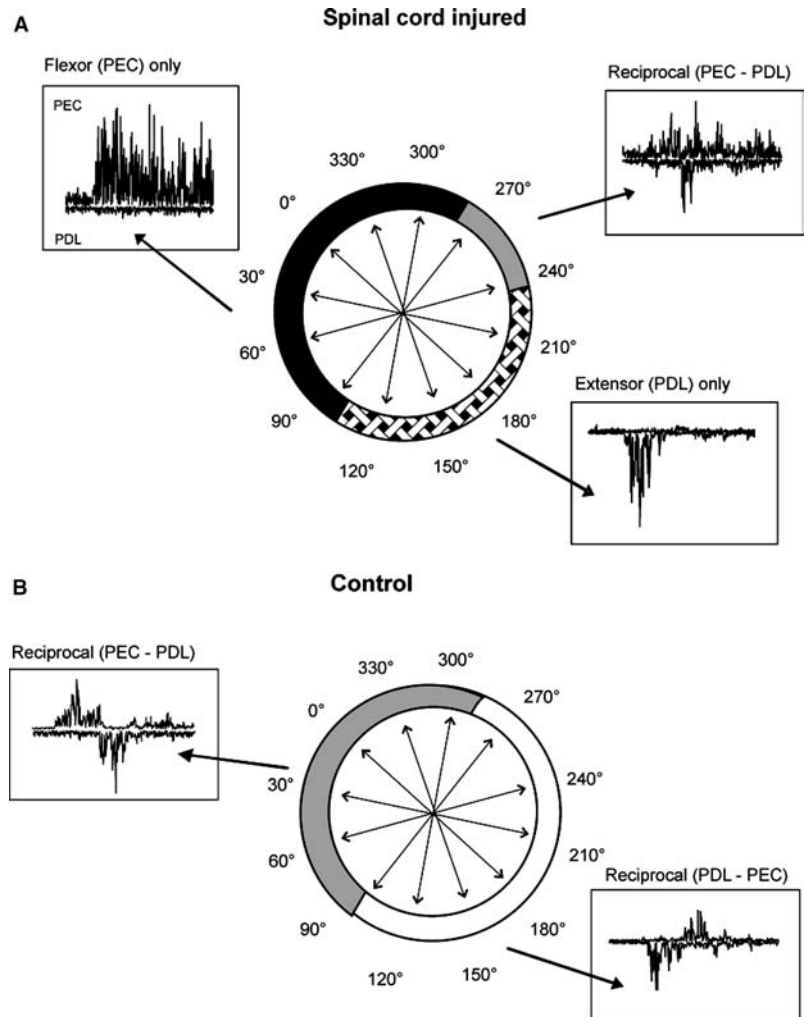 A
Spinal cord injured
Flexor (PEC) only
PEC
PDL
Reciprocal (PEC - PDL)
Extensor (PDL) only
300°
330°
270°
0°
240°
30°
210°
60°
180°
90°
150°
120°
B
Control
Reciprocal (PEC - PDL)
Reciprocal (PDL - PEC)
300°
330°
270°
0°
240°
30°
210°
60°
180°
90°
150°
120°